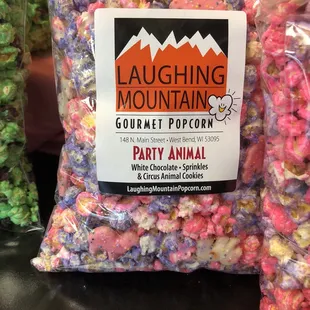 LAUGHING
MOUNTAIN
GOURMET POPCORN
148 N. Main Street • West Bend, WI 53095
PARTY ANIMAL
White Chocolate • Sprinkles
& Circus Animal Cookies
LaughingMountainPopcorn.com